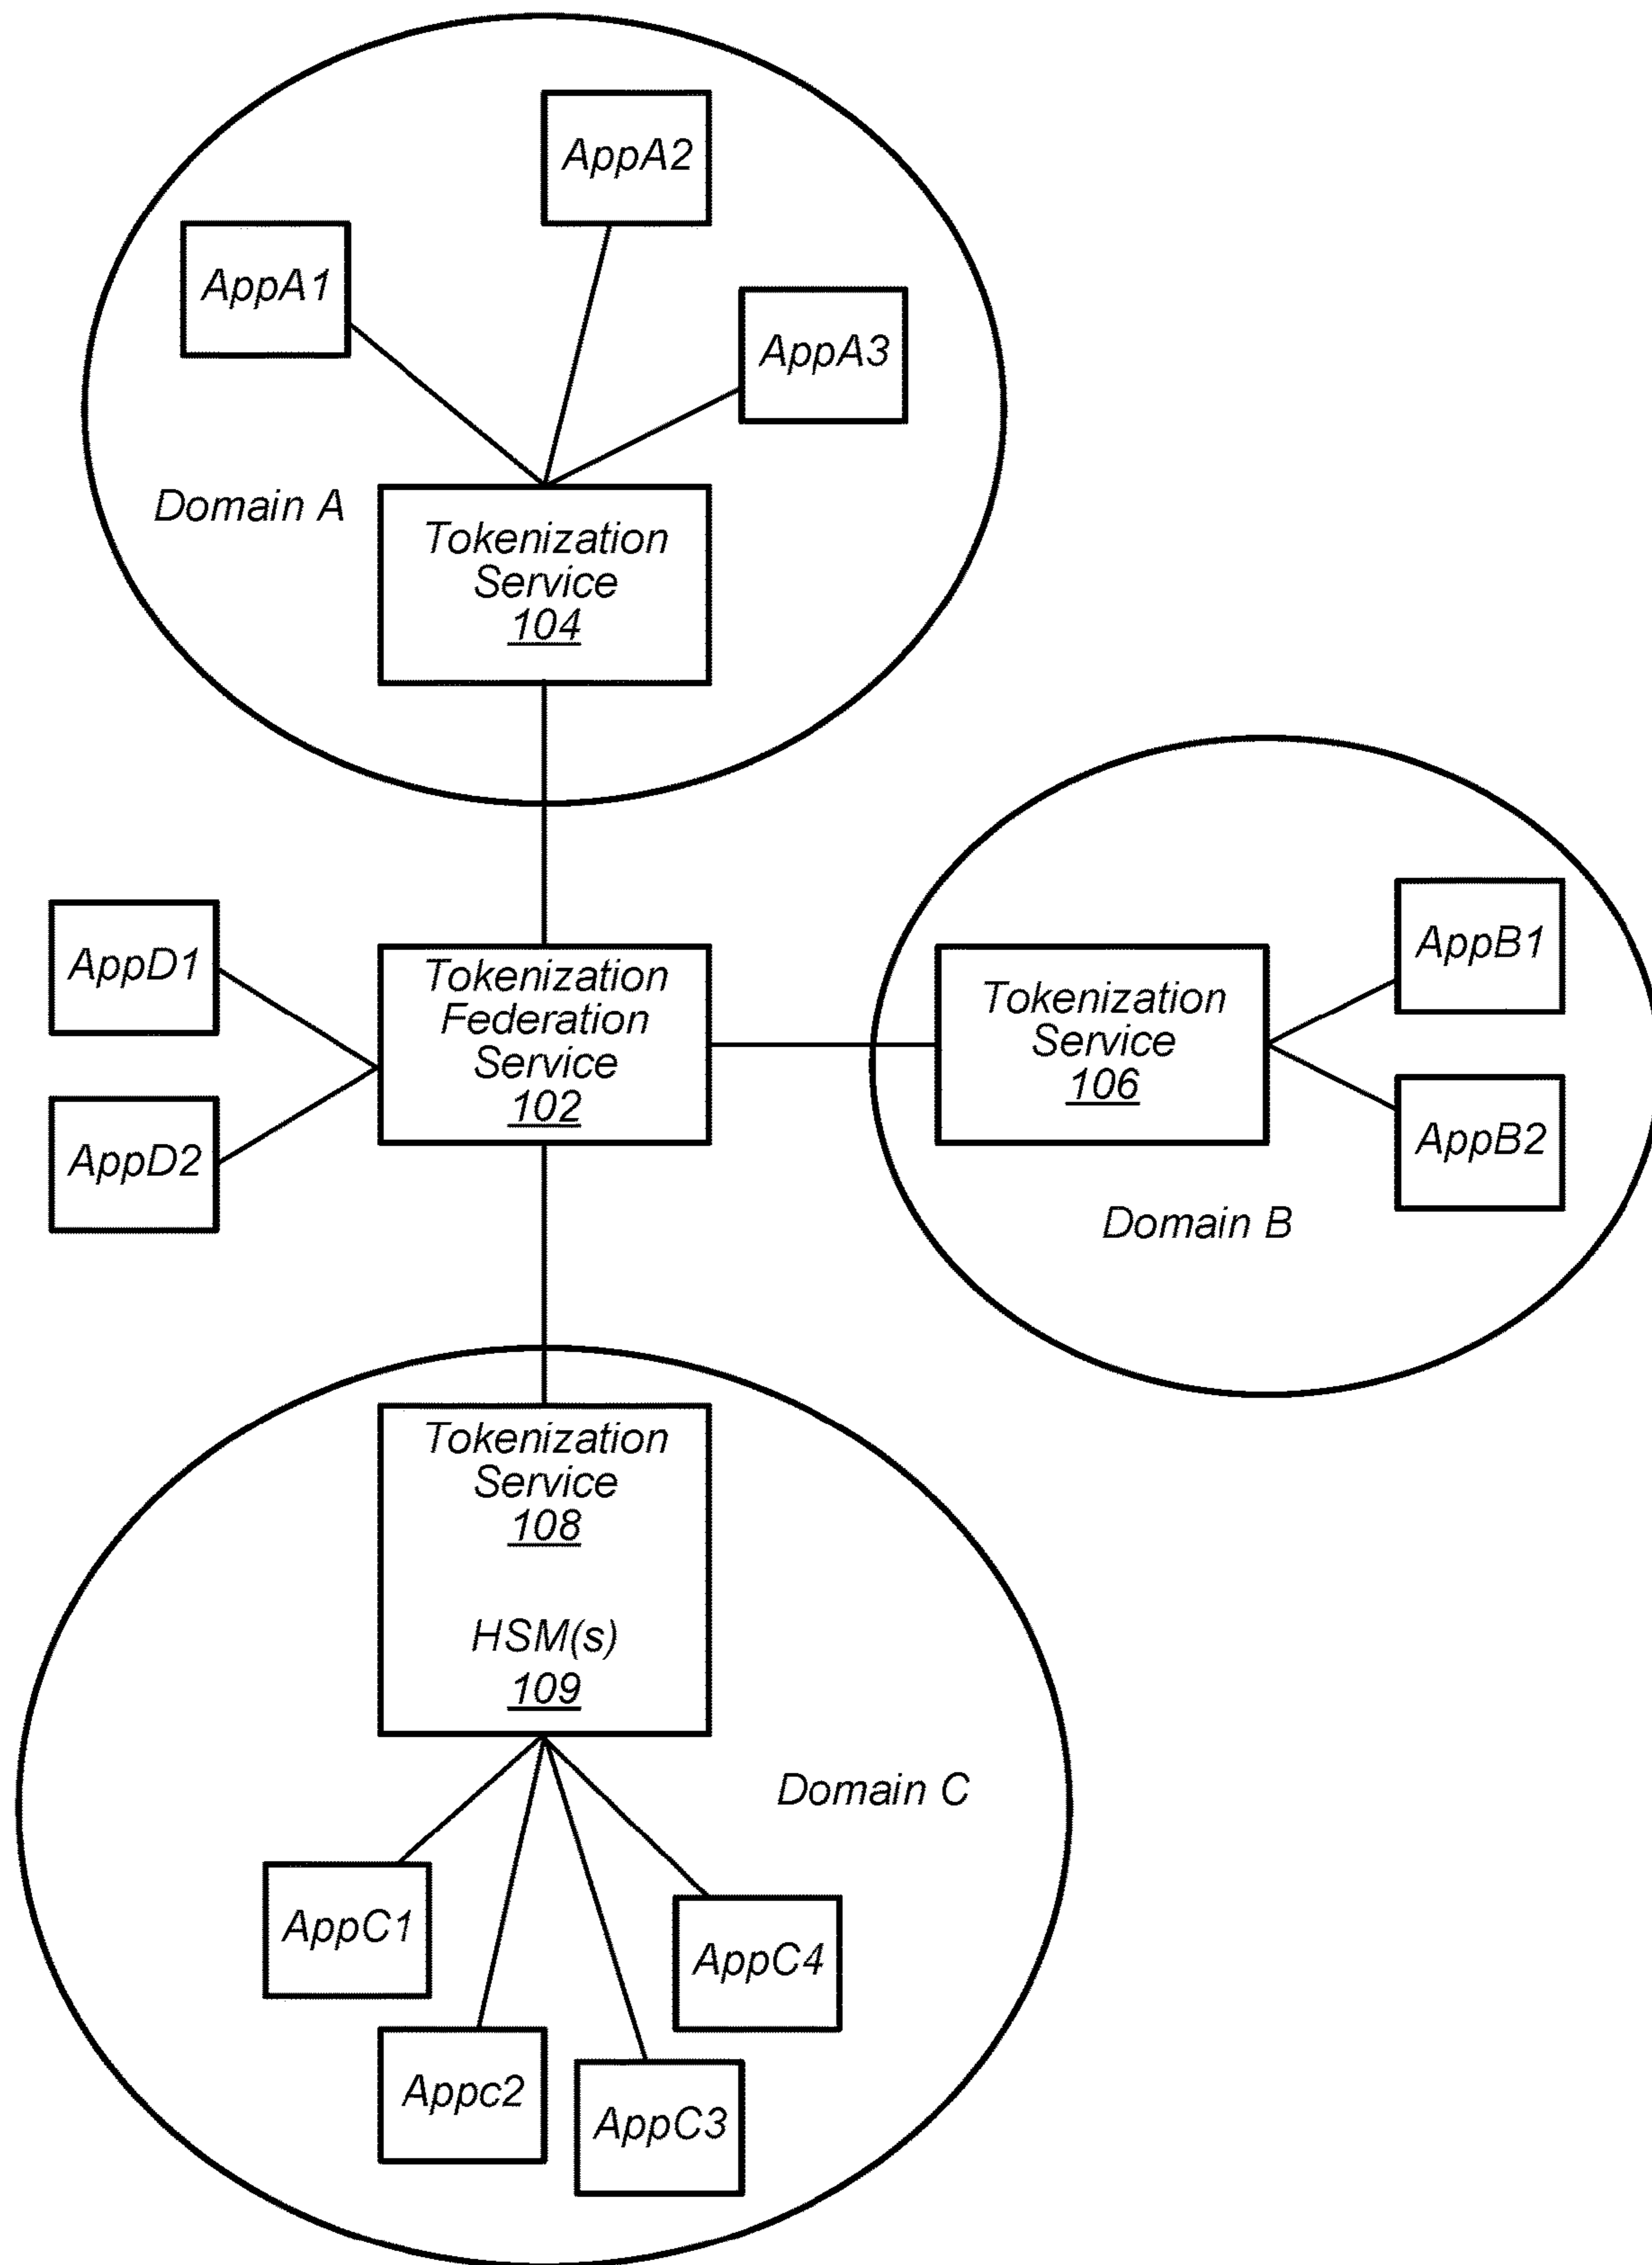 AppA2
AppA1
AppA3
Domain A
Tokenization
Service
104
AppD1
AppD2
Tokenization
Federation
Service
102
Tokenization
Service
106
AppB1
AppB2
Domain B
Tokenization
Service
108
HSM(s)
109
Domain C
AppC1
AppC4
Appc2
AppC3